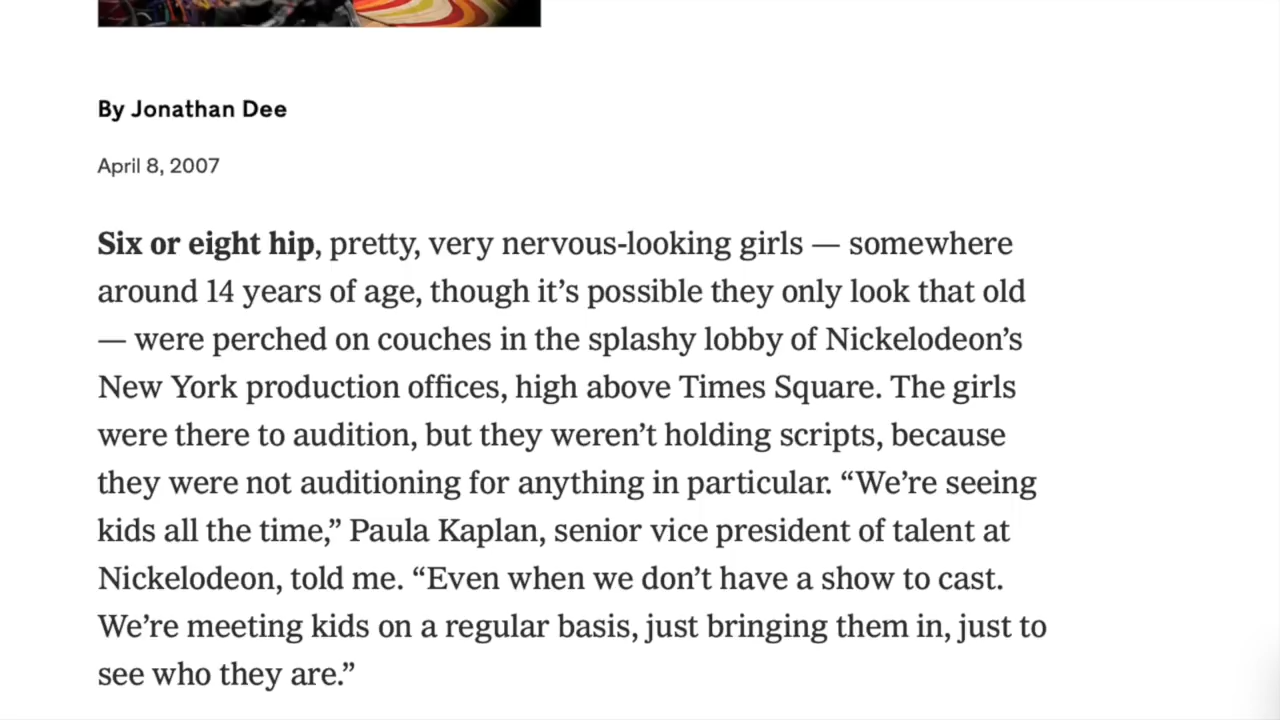 By Jonathan Dee
April 8, 2007
Six or eight hip, pretty, very nervous-looking girls — somewhere
around 14 years of age, though it’s possible they only look that old
— were perched on couches in the splashy lobby of Nickelodeon’s
New York production offices, high above Times Square. The girls
were there to audition, but they weren’t holding scripts, because
they were not auditioning for anything in particular. “We’re seeing
kids all the time,” Paula Kaplan, senior vice president of talent at
Nickelodeon, told me. “Even when we don’t have a show to cast.
We’re meeting kids on a regular basis, just bringing them in, just to
see who they are.”